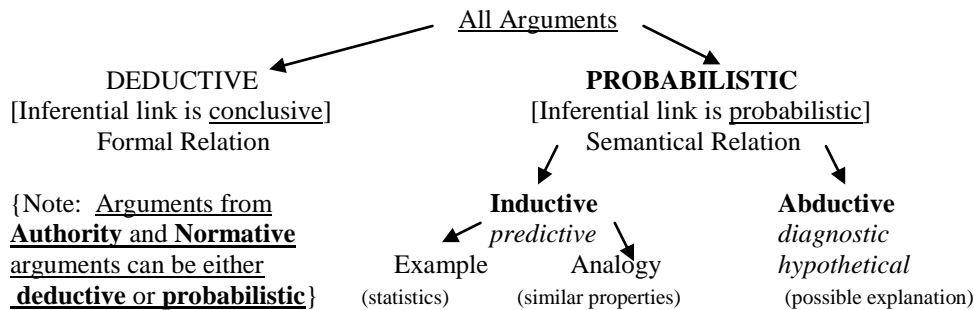 All Arguments
DEDUCTIVE
[Inferential link is conclusive]
Formal Relation
PROBABILISTIC
[Inferential link is probabilistic]
Semantical Relation
{Note: Arguments from
Authority and Normative
arguments can be either
deductive or probabilistic}
Inductive
predictive
Example
(statistics)
Analogy
(similar properties)
Abductive
diagnostic
hypothetical
(possible explanation)